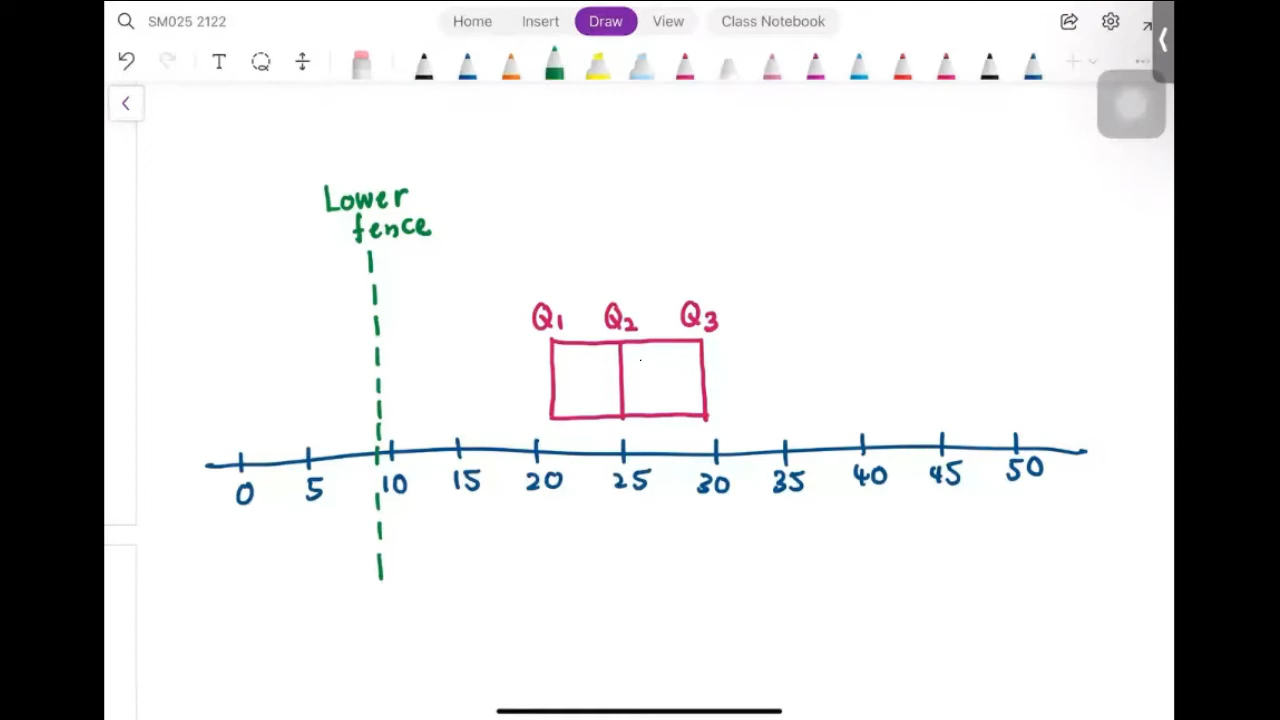 SM025 2122
Home Insert Draw View Class Notebook
T
Lower
fence
Q1 Q2 Q3
0 5 10 15 20 25 30 35 40 45 50